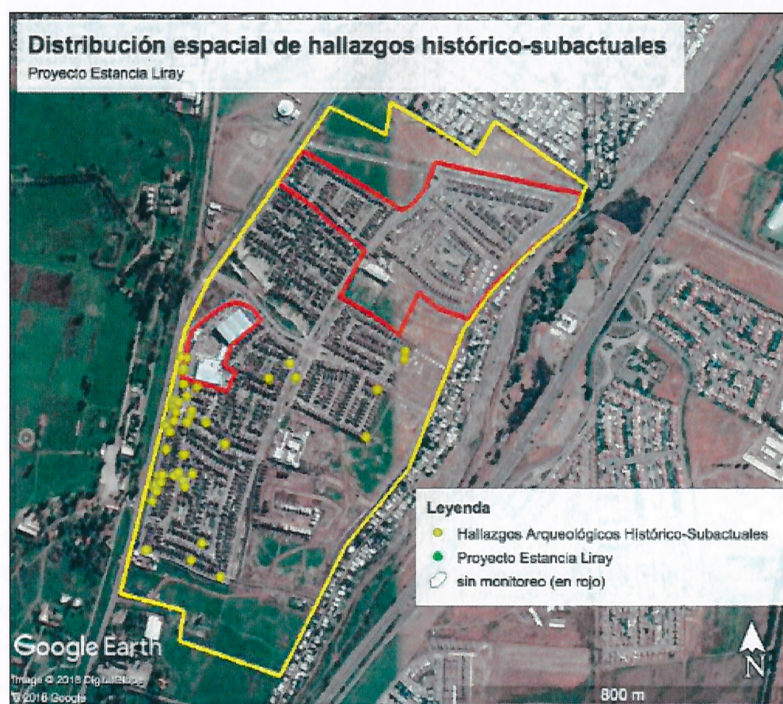 Distribución espacial de hallazgos histórico-subactuales
Proyecto Estancia Liray
Leyenda
Hallazgos Arqueológicos Histórico-Subactuales
Proyecto Estancia Liray
sin monitoreo (en rojo)
Google Earth
N
Image © 2018 DigitalGlobe
© 2018 Google
800 m